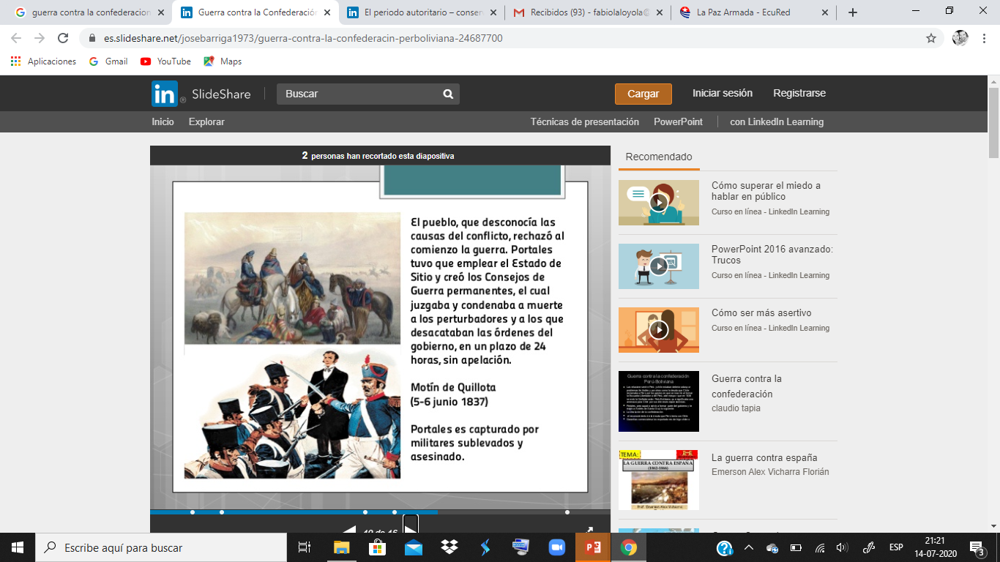 guerra contra la confederacion
Guerra contra la Confederación
El periodo autoritario – conser
Recibidos (93) - fabiolaloyola@
La Paz Armada - EcuRed
es.slideshare.net/josebarriga1973/guerra-contra-la-confederacin-perboliviana-24687700
Aplicaciones
Gmail
YouTube
Maps
in SlideShare
Buscar
Cargar
Iniciar sesión
Registrarse
Inicio
Explorar
Técnicas de presentación
PowerPoint
con LinkedIn Learning
2 personas han recortado esta diapositiva
El pueblo, que desconocía las
causas del conflicto, rechazó al
comienzo la guerra. Portales
tuvo que emplear el Estado de
Sitio y creó los Consejos de
Guerra permanentes, el cual
juzgaba y condenaba a muerte
a los perturbadores y a los que
desacataban las órdenes del
gobierno, en un plazo de 24
horas, sin apelación.
Motín de Quillota
(5-6 junio 1837)
Portales es capturado por
militares sublevados y
asesinado.
Recomendado
Cómo superar el miedo a
hablar en público
Curso en línea - LinkedIn Learning
PowerPoint 2016 avanzado:
Trucos
Curso en línea - LinkedIn Learning
Cómo ser más asertivo
Curso en línea - LinkedIn Learning
Guerra contra la confederación
Perú-Boliviana
Guerra contra la
confederación
claudio tapia
TEMA:
LA GUERRA CONTRA ESPAÑA
(1862-1866)
La guerra contra españa
Emerson Alex Vicharra Florián
Escribe aquí para buscar
ESP
21:21
14-07-2020
3